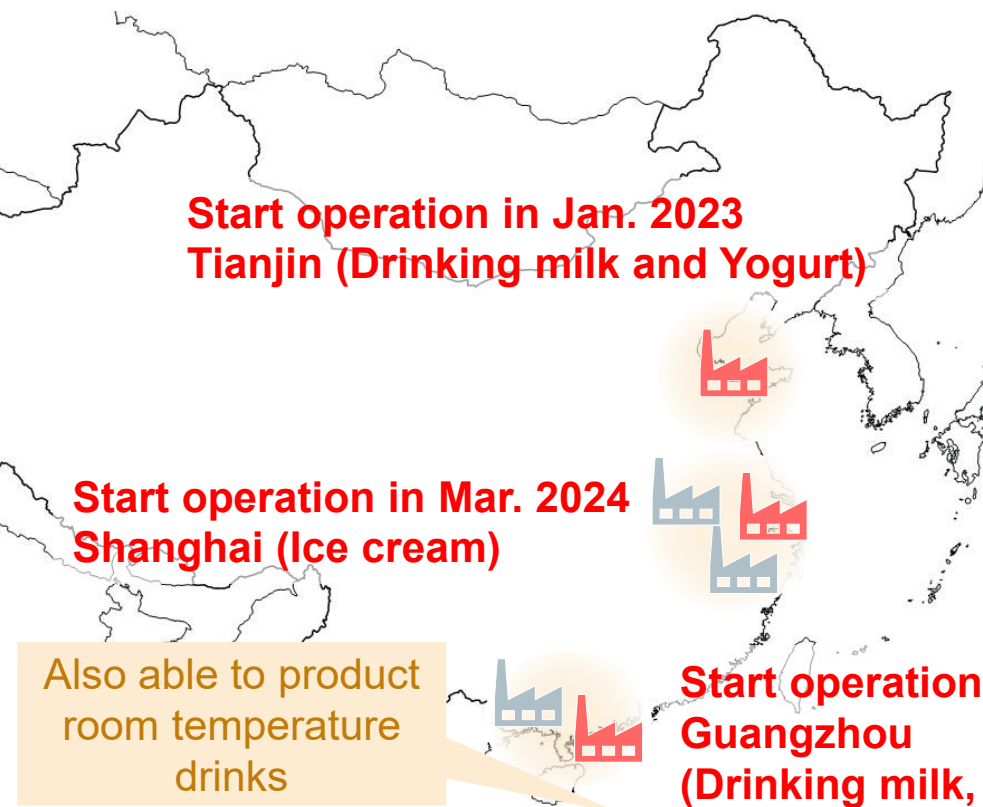 Start operation in Jan. 2023
Tianjin (Drinking milk and Yogurt)
Start operation in Mar. 2024
Shanghai (Ice cream)
Also able to product
room temperature
drinks
Start operation
Guangzhou
(Drinking milk,